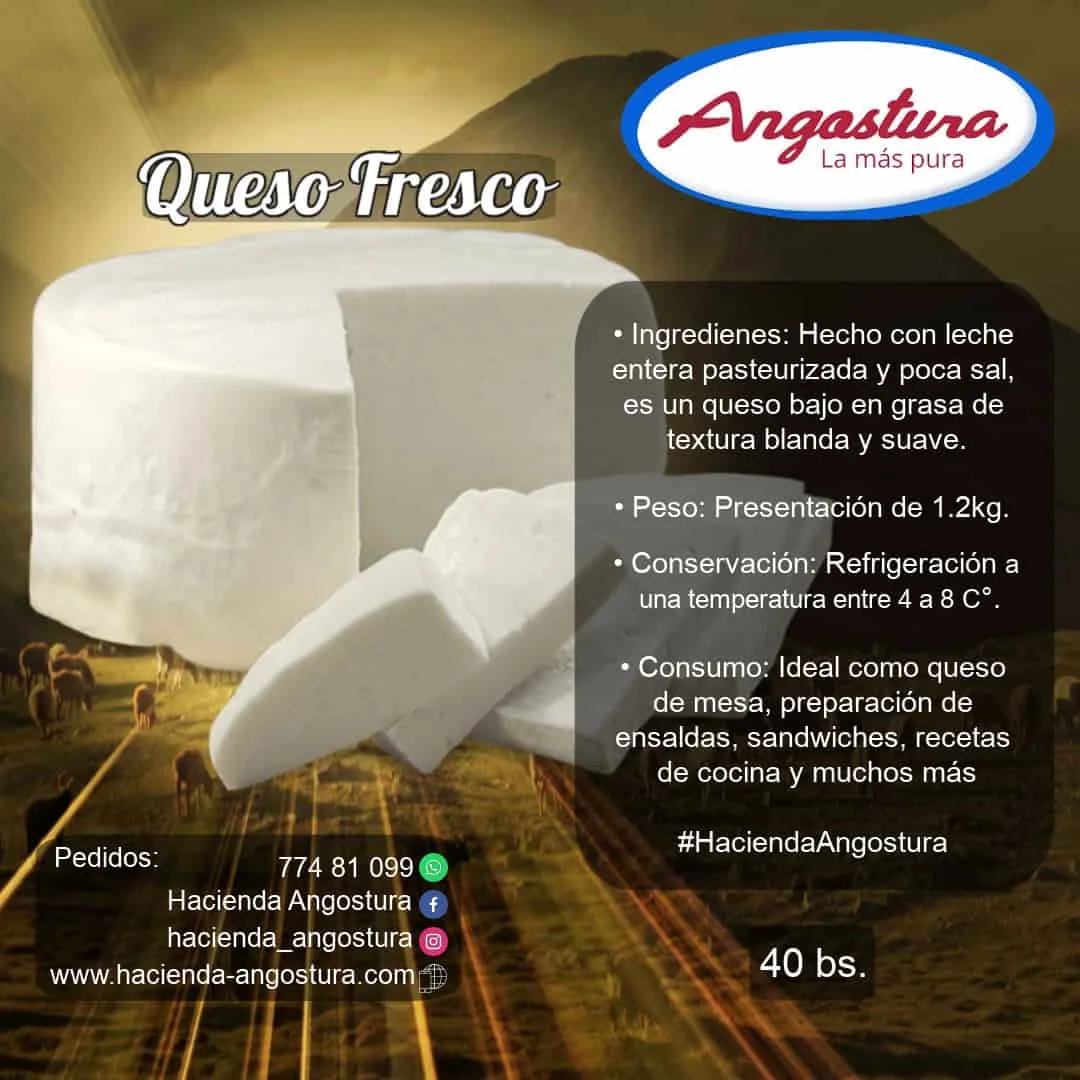 Angostura
La más pura
Queso Fresco
• Ingredienes: Hecho con leche
entera pasteurizada y poca sal,
es un queso bajo en grasa de
textura blanda y suave.
• Peso: Presentación de 1.2kg.
• Conservación: Refrigeración a
una temperatura entre 4 a 8 C°.
• Consumo: Ideal como queso
de mesa, preparación de
ensaldas, sandwiches, recetas
de cocina y muchos más
#HaciendaAngostura
Pedidos:
774 81 099
Hacienda Angostura
hacienda_angostura
www.hacienda-angostura.com
40 bs.